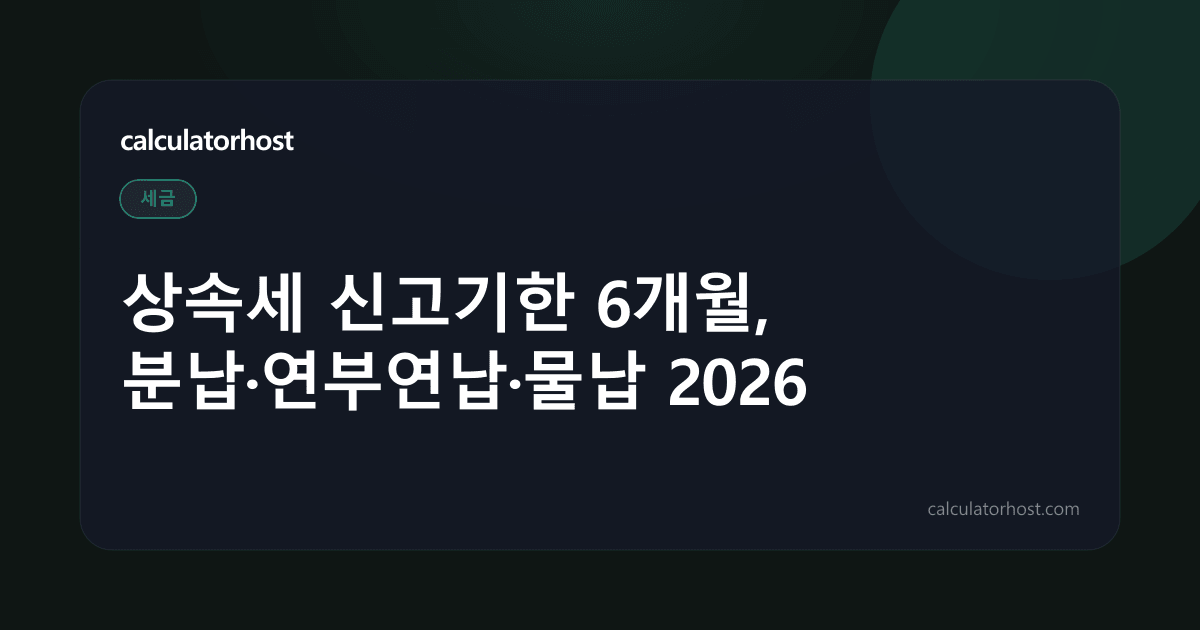 calculatorhost
세금
상속세 신고기한 6개월,
분납·연부연납·물납 2026
calculatorhost.com